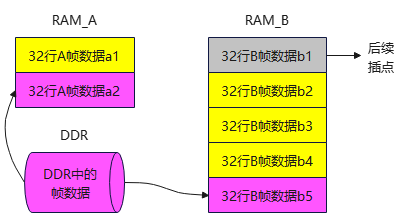 RAM_A
32行A帧数据a1
32行A帧数据a2
DDR
DDR中的
帧数据
RAM_B
32行B帧数据b1
32行B帧数据b2
32行B帧数据b3
32行B帧数据b4
32行B帧数据b5
后续
插点